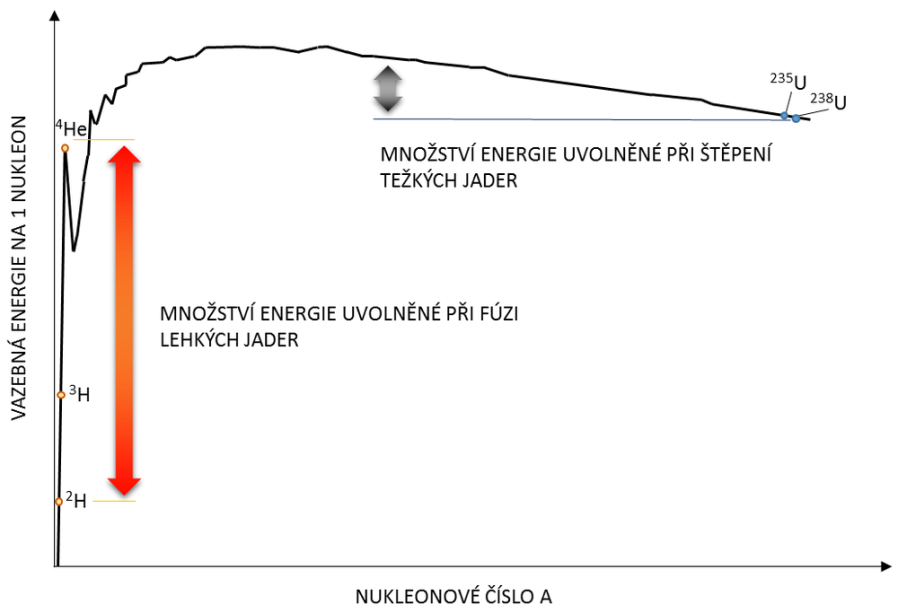 VAZEBNÁ ENERGIE NA 1 NUKLEON
⁴He
³H
²H
²³⁵U
²³⁸U
MNOŽSTVÍ ENERGIE UVOLNĚNÉ PŘI ŠTĚPENÍ
TEŽKÝCH JADER
MNOŽSTVÍ ENERGIE UVOLNĚNÉ PŘI FÚZI
LEHKÝCH JADER
NUKLEONOVÉ ČÍSLO A